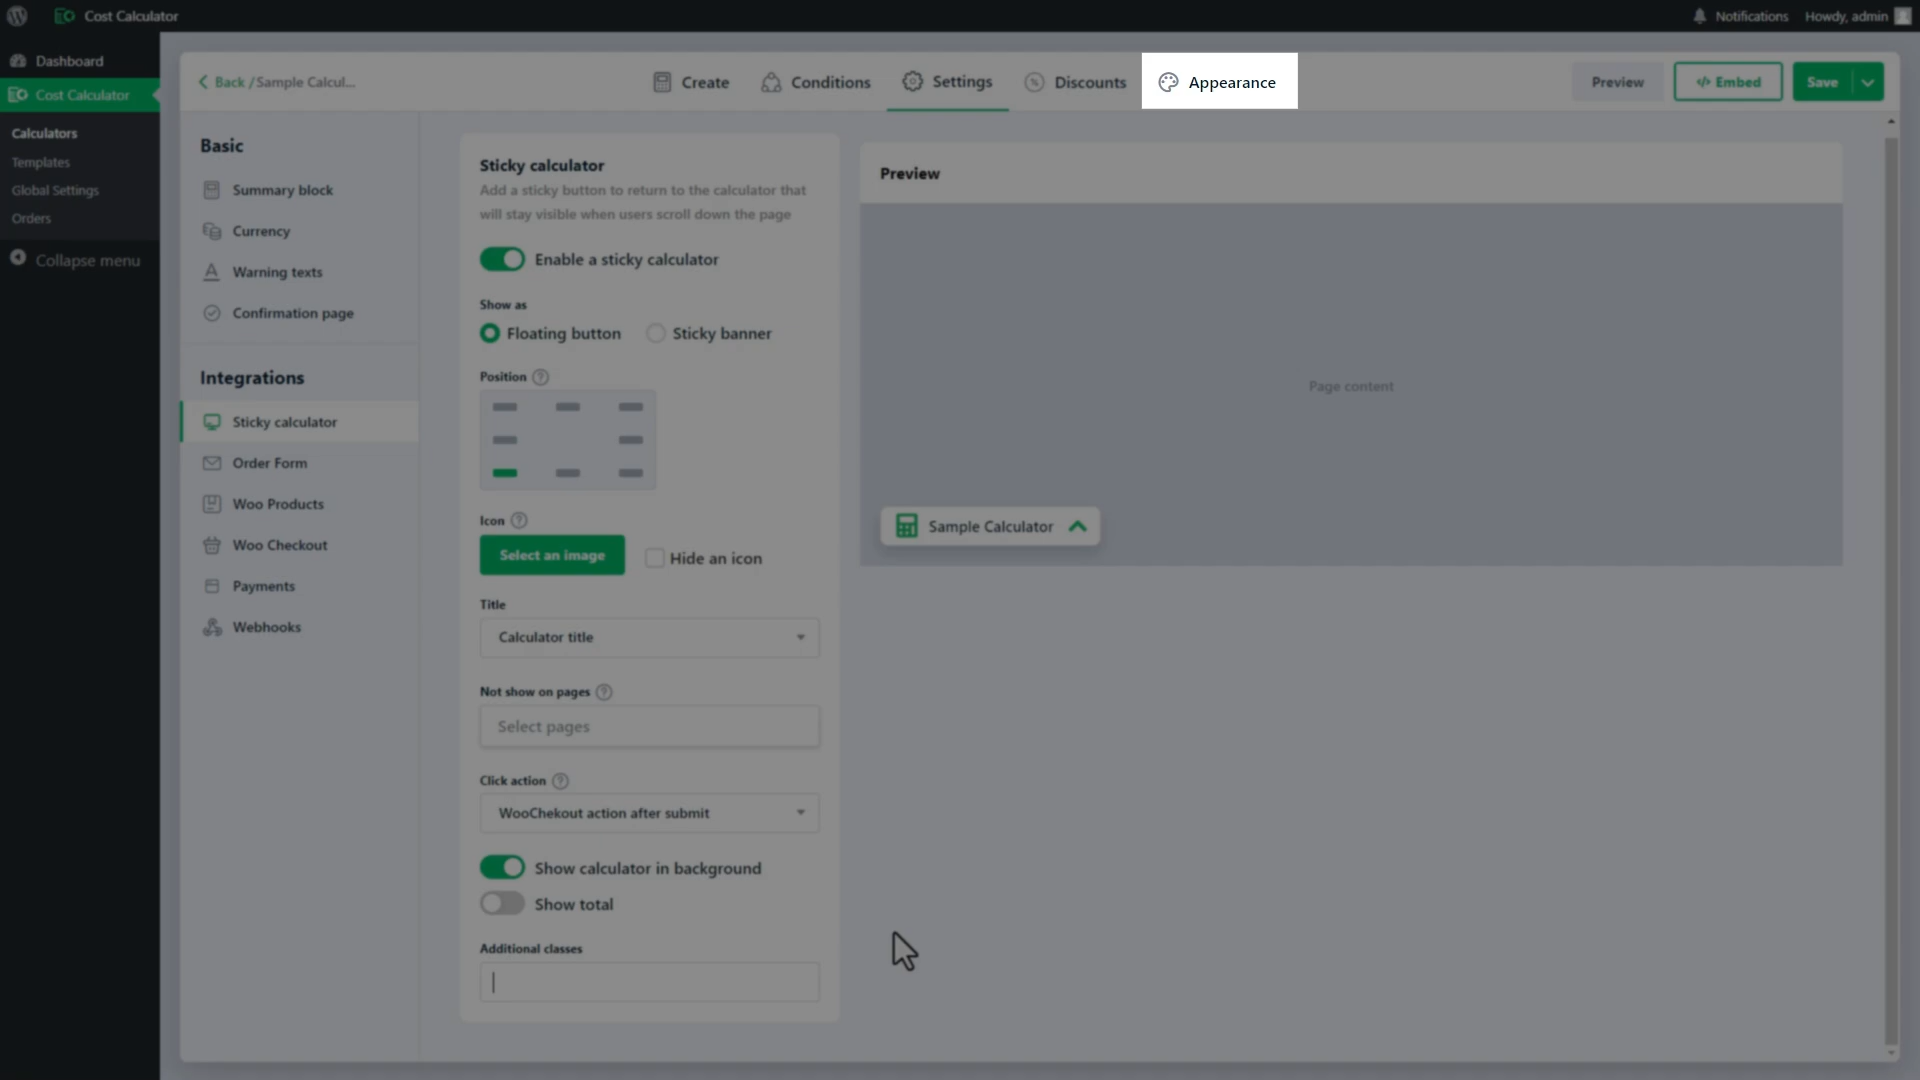 Cost Calculator
Notifications
Howdy, admin
Dashboard
Cost Calculator
Calculators
Templates
Global Settings
Orders
Collapse menu
Back / Sample Calcul...
Create
Conditions
Settings
Discounts
Appearance
Preview
</> Embed
Save
Basic
Summary block
Currency
Warning texts
Confirmation page
Integrations
Sticky calculator
Order Form
Woo Products
Woo Checkout
Payments
Webhooks
Sticky calculator
Add a sticky button to return to the calculator that
will stay visible when users scroll down the page
Enable a sticky calculator
Show as
Floating button
Sticky banner
Position ?
Icon ?
Select an image
Hide an icon
Title
Calculator title
Not show on pages ?
Select pages
Click action ?
WooChekout action after submit
Show calculator in background
Show total
Additional classes
Preview
Page content
Sample Calculator